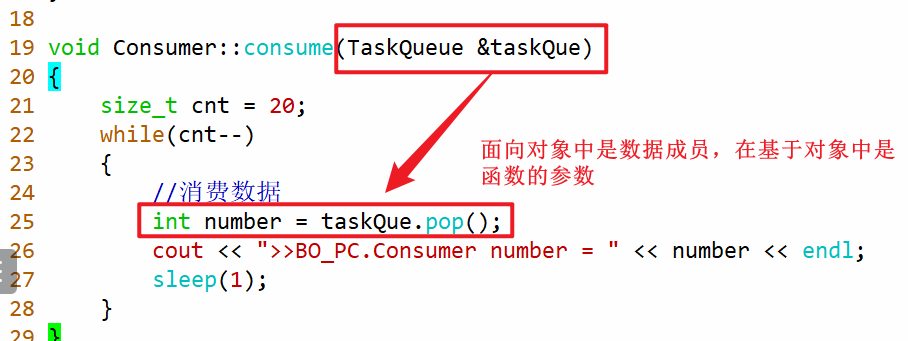 18
19 void Consumer::consume(TaskQueue &taskQue)
20 {
21     size_t cnt = 20;
22     while(cnt--)
面向对象中是数据成员，在基于对象中是
函数的参数
23     {
24         //消费数据
25         int number = taskQue.pop();
26         cout << ">>BO_PC.Consumer number = " << number << endl;
27         sleep(1);
28     }
29 }